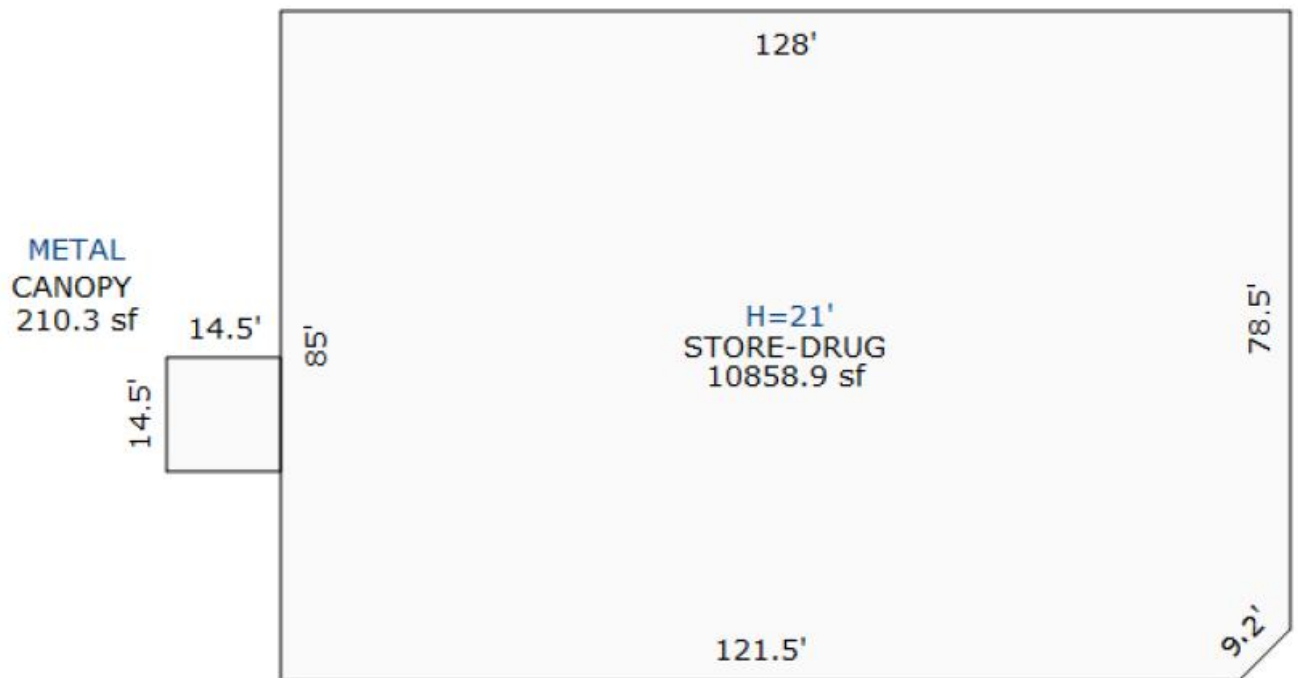 128'
METAL
CANOPY
210.3 sf
14.5'
14.5'
85'
H=21'
STORE-DRUG
10858.9 sf
78.5'
121.5'
9.2'